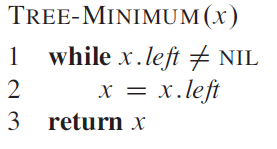 TREE-MINIMUM(x)
1 while x.left ≠ NIL
2 x = x.left
3 return x